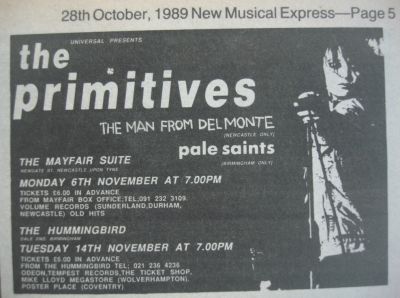 28th October, 1989 New Musical Express—Page 5
UNIVERSAL PRESENTS
the
primitives
THE MAN FROM DELMONTE
(NEWCASTLE ONLY)
pale saints
(BIRMINGHAM ONLY)
THE MAYFAIR SUITE
NEWGATE ST. NEWCASTLE UPON TYNE
MONDAY 6TH NOVEMBER AT 7.00PM
TICKETS £6.00 IN ADVANCE
FROM MAYFAIR BOX OFFICE;TEL;091 232 3109.
VOLUME RECORDS (SUNDERLAND,DURHAM,
NEWCASTLE) OLD HITS
THE HUMMINGBIRD
DALE END. BIRMINGHAM
TUESDAY 14TH NOVEMBER AT 7.00PM
TICKETS £6.00 IN ADVANCE
FROM THE HUMMINGBIRD TEL; 021 236 4236
ODEON,TEMPEST RECORDS,THE TICKET SHOP,
MIKE LLOYD MEGASTORE (WOLVERHAMPTON).
POSTER PLACE (COVENTRY)